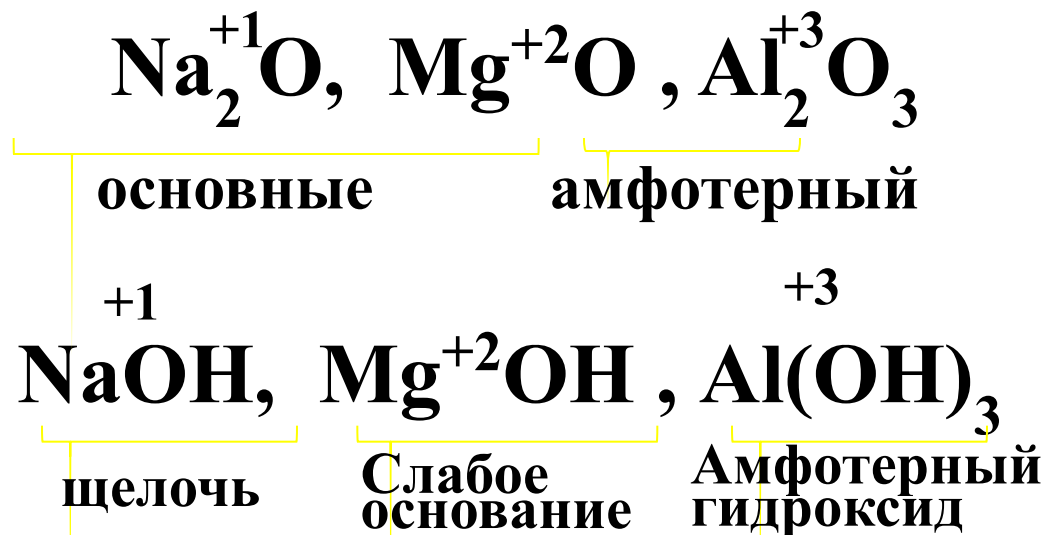 Na₂⁺¹O, Mg⁺²O , Al₂⁺³O₃
основные амфотерный
+1 +3
NaOH, Mg⁺²OH , Al(OH)₃
щелочь Слабое основание Амфотерный гидроксид